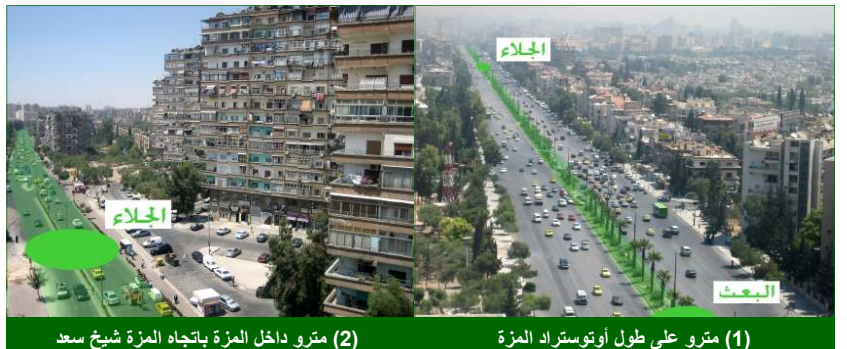 الجلاء
البعث
(1) مترو على طول أوتوستراد المزة
الجلاء
(2) مترو داخل المزة باتجاه المزة شيخ سعد